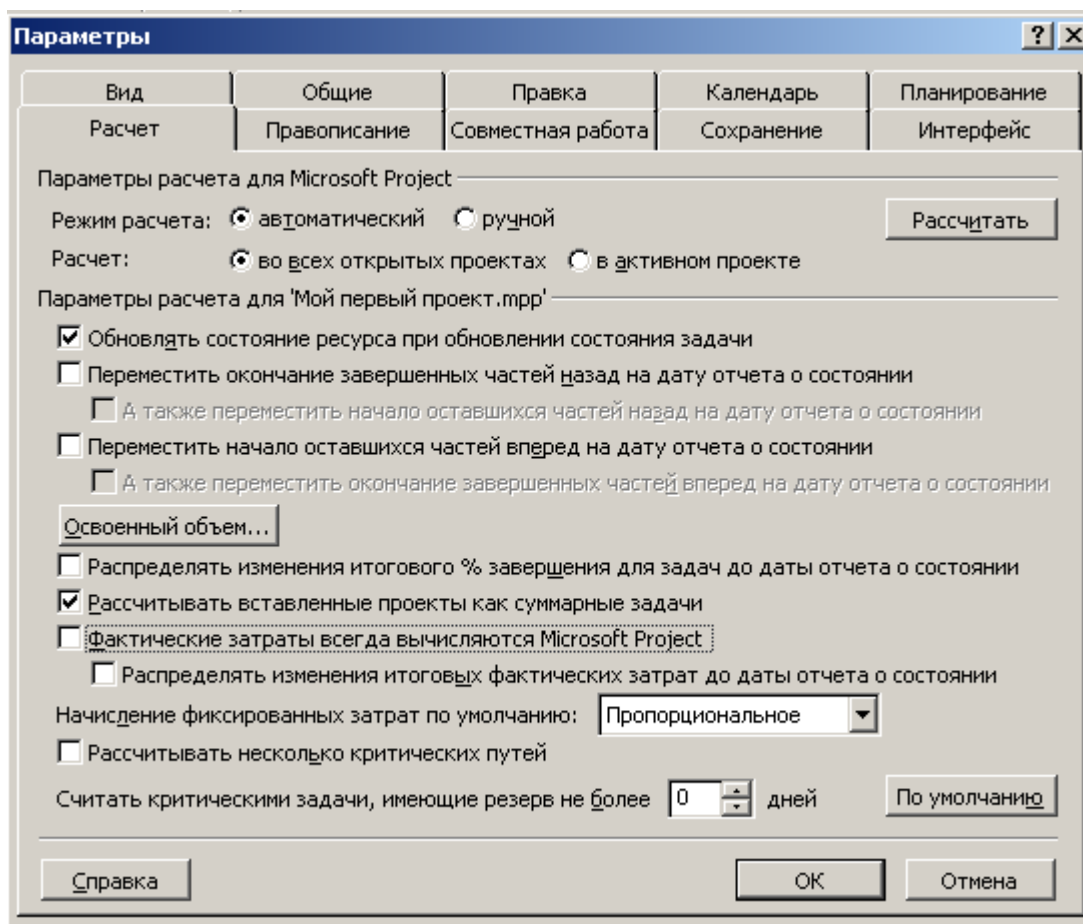 Параметры
Вид Общие Правка Календарь Планирование
Расчет Правописание Совместная работа Сохранение Интерфейс
Параметры расчета для Microsoft Project
Режим расчета: автоматический ручной Рассчитать
Расчет: во всех открытых проектах в активном проекте
Параметры расчета для 'Мой первый проект.mpp'
Обновлять состояние ресурса при обновлении состояния задачи
Переместить окончание завершенных частей назад на дату отчета о состоянии
А также переместить начало оставшихся частей назад на дату отчета о состоянии
Переместить начало оставшихся частей вперед на дату отчета о состоянии
А также переместить окончание завершенных частей вперед на дату отчета о состоянии
Освоенный объем...
Распределять изменения итогового % завершения для задач до даты отчета о состоянии
Рассчитывать вставленные проекты как суммарные задачи
Фактические затраты всегда вычисляются Microsoft Project
Распределять изменения итоговых фактических затрат до даты отчета о состоянии
Начисление фиксированных затрат по умолчанию: Пропорциональное
Рассчитывать несколько критических путей
Считать критическими задачи, имеющие резерв не более 0 дней По умолчанию
Справка ОК Отмена